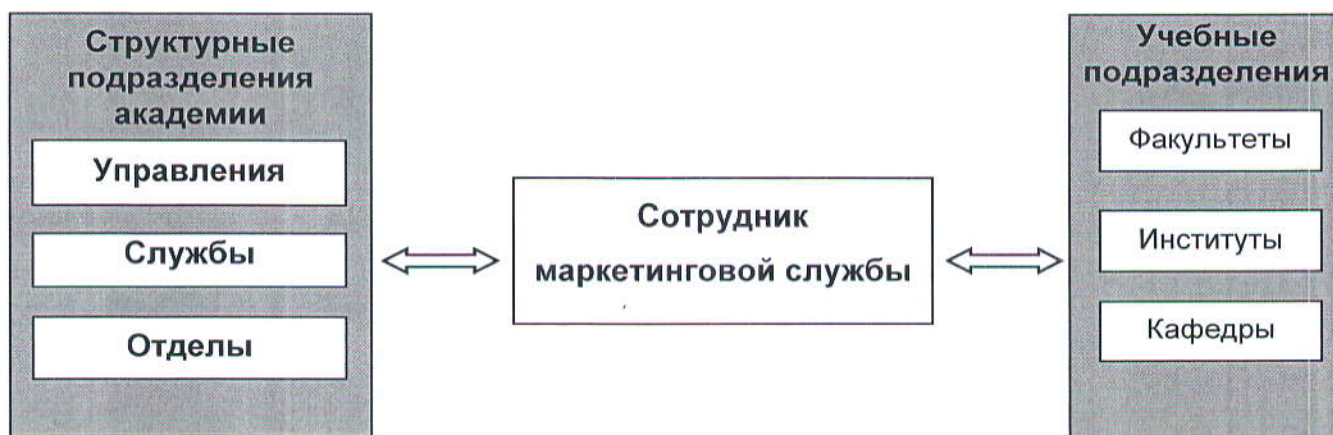 Структурные
подразделения
академии
Управления
Службы
Отделы
Сотрудник
маркетинговой службы
Учебные
подразделения
Факультеты
Институты
Кафедры